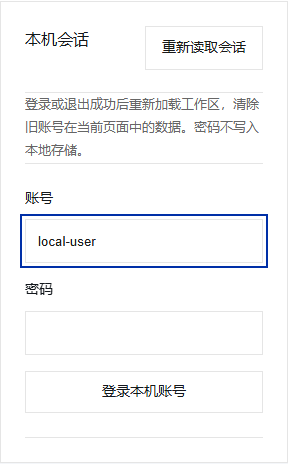 本机会话
重新读取会话
登录或退出成功后重新加载工作区，清除
旧账号在当前页面中的数据。密码不写入
本地存储。
账号
local-user
密码
登录本机账号